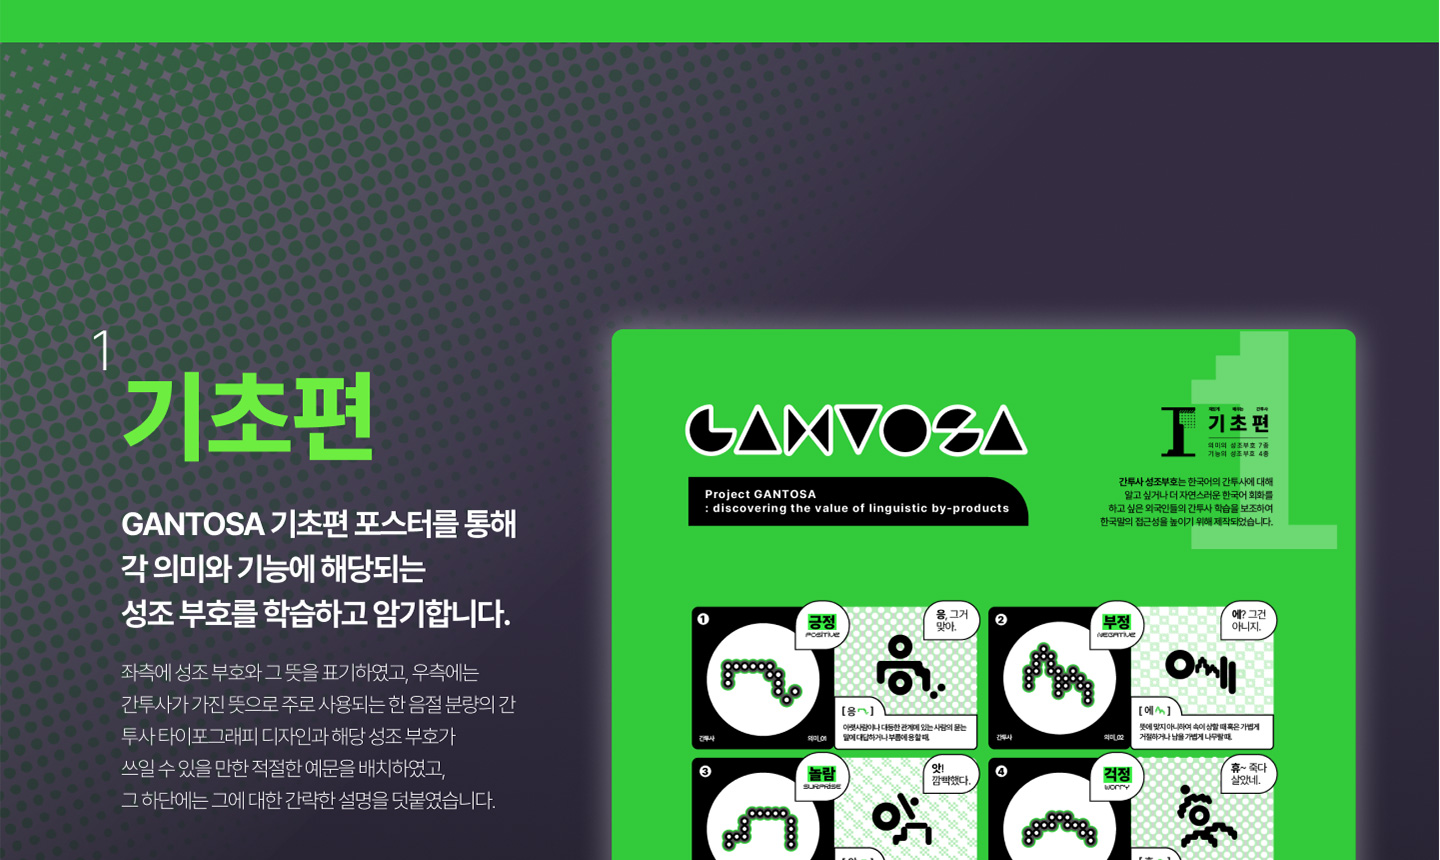 1
기초편
GANTOSA 기초편 포스터를 통해
각 의미와 기능에 해당되는
성조 부호를 학습하고 암기합니다.
좌측에 성조 부호와 그 뜻을 표기하였고, 우측에는
간투사가 가진 뜻으로 주로 사용되는 한 음절 분량의 간
투사 타이포그래피 디자인과 해당 성조 부호가
쓰일 수 있을 만한 적절한 예문을 배치하였고,
그 하단에는 그에 대한 간략한 설명을 덧붙였습니다.
GANTOSA
Project GANTOSA
: discovering the value of linguistic by-products
1
간투사
기초편
의미의 성조부호 7종
기능의 성조부호 4종
간투사 성조부호는 한국어의 간투사에 대해
알고 싶거나 더 자연스러운 한국어 회화를
하고 싶은 외국인들의 간투사 학습을 보조하여
한국말의 접근성을 높이기 위해 제작되었습니다.
1
긍정
POSITIVE
응, 그거
맞아.
응
[응]
아랫사람이나 대등한 관계에 있는 사람의 묻는
말에 대답하거나 부름에 응할 때.
간투사
의미_01
2
부정
NEGATIVE
에? 그건
아니지.
에
[에]
뜻에 맞지 아니하여 속이 상할 때 혹은 가볍게
거절하거나 남을 가볍게 나무랄 때.
간투사
의미_02
3
놀람
SURPRISE
앗!
깜빡했다.
앗
4
걱정
WORRY
휴~ 죽다
살았네.
휴